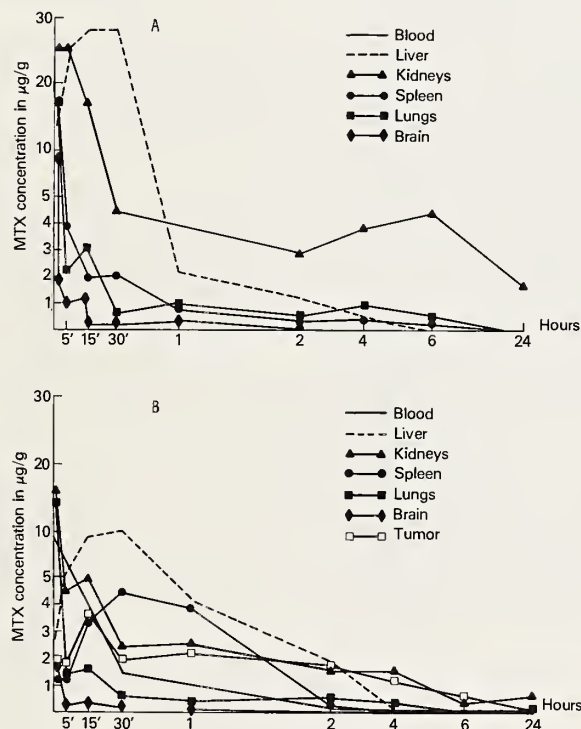 A
MTX concentration in µg/g
30
20
10
5
4
3
2
1
Blood
Liver
Kidneys
Spleen
Lungs
Brain
5' 15' 30' 1 2 4 6 24
Hours
B
MTX concentration in µg/g
30
20
10
5
4
3
2
1
Blood
Liver
Kidneys
Spleen
Lungs
Brain
Tumor
5' 15' 30' 1 2 4 6 24
Hours